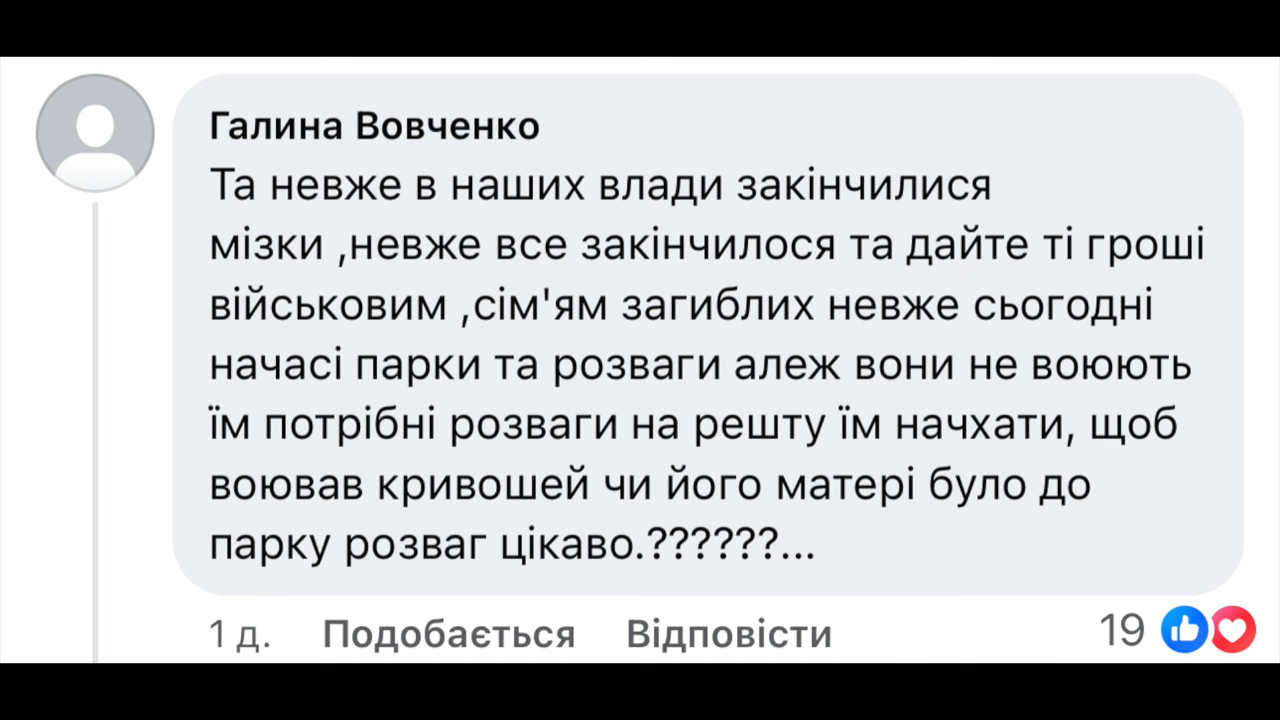 Галина Вовченко
Та невже в наших влади закінчилися
мізки ,невже все закінчилося та дайте ті гроші
військовим ,сім'ям загиблих невже сьогодні
начасі парки та розваги алеж вони не воюють
їм потрібні розваги на решту їм начхати, щоб
воював кривошей чи його матері було до
парку розваг цікаво.??????...
1 д. Подобається Відповісти 19